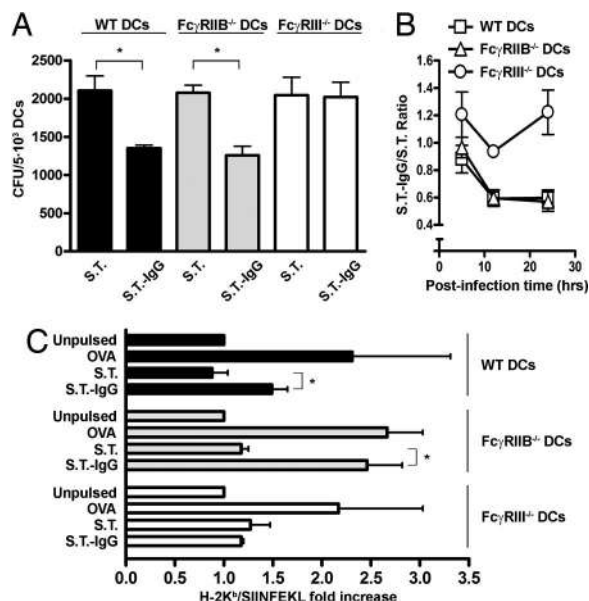 A
WT DCs FcγRIIB-/- DCs FcγRIII-/- DCs
* *
CFU/5·10³ DCs
2500
2000
1500
1000
500
0
S.T. S.T.-IgG S.T. S.T.-IgG S.T. S.T.-IgG
B
WT DCs
FcγRIIB-/- DCs
FcγRIII-/- DCs
S.T.-IgG/S.T. Ratio
1.6
1.4
1.2
1.0
0.8
0.6
0.4
0 10 20 30
Post-infection time (hrs)
C
Unpulsed
OVA
S.T.
S.T.-IgG
*
WT DCs
Unpulsed
OVA
S.T.
S.T.-IgG
*
FcγRIIB-/- DCs
Unpulsed
OVA
S.T.
S.T.-IgG
FcγRIII-/- DCs
0.0 0.5 1.0 1.5 2.0 2.5 3.0 3.5
H-2Kᵇ/SIINFEKL fold increase